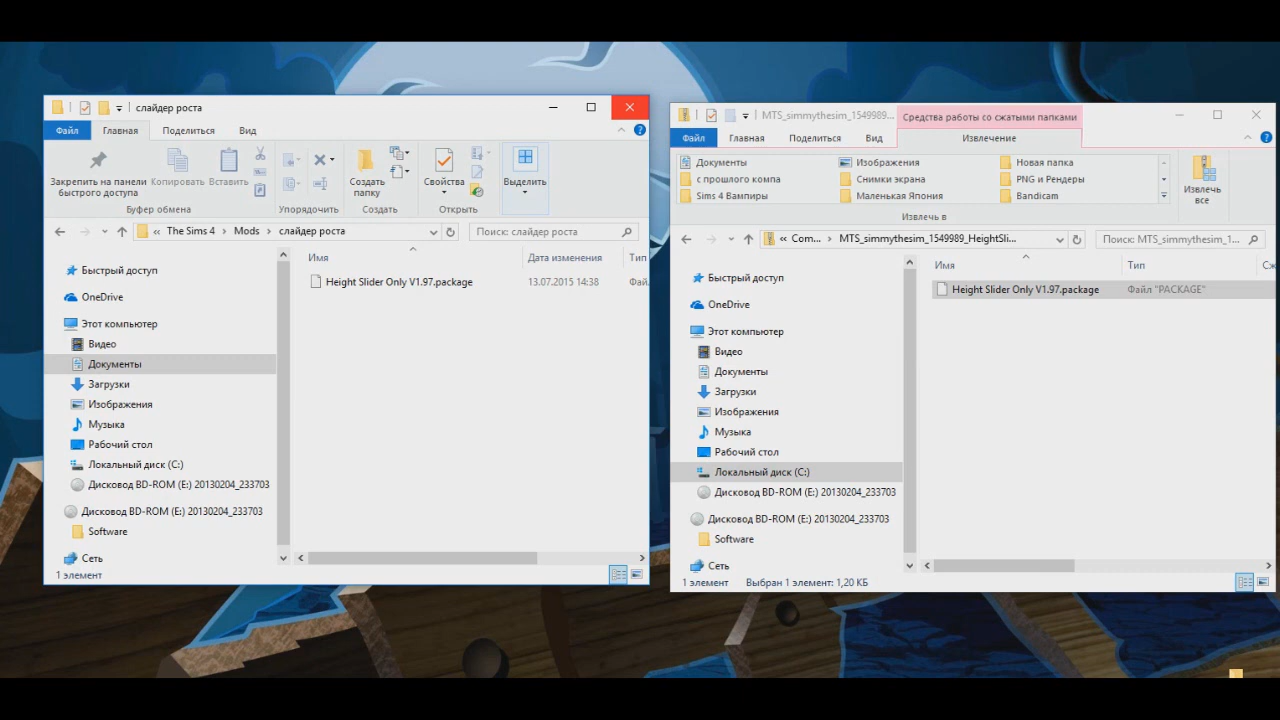 слайдер роста
Файл
Главная
Поделиться
Вид
Закрепить на панели быстрого доступа
Копировать
Вставить
Создать папку
Свойства
Выделить
Буфер обмена
Упорядочить
Создать
Открыть
The Sims 4
Mods
слайдер роста
Поиск: слайдер роста
Быстрый доступ
OneDrive
Этот компьютер
Видео
Документы
Загрузки
Изображения
Музыка
Рабочий стол
Локальный диск (C:)
Дисковод BD-ROM (E:) 20130204_233703
Дисковод BD-ROM (E:) 20130204_233703
Software
Сеть
Имя
Дата изменения
Тип
Height Slider Only V1.97.package
13.07.2015 14:38
Фай.
1 элемент
MTS_simmythesim_1549989...
Средства работы со сжатыми папками
Файл
Главная
Поделиться
Вид
Извлечение
Документы
Изображения
Новая папка
с прошлого компа
Снимки экрана
PNG и Рендеры
Sims 4 Вампиры
Маленькая Япония
Bandicam
Извлечь все
Извлечь в
« Com...
MTS_simmythesim_1549989_HeightSli...
Поиск: MTS_simmythesim_1...
Быстрый доступ
OneDrive
Этот компьютер
Видео
Документы
Загрузки
Изображения
Музыка
Рабочий стол
Локальный диск (C:)
Дисковод BD-ROM (E:) 20130204_233703
Дисковод BD-ROM (E:) 20130204_233703
Software
Сеть
Имя
Тип
Сж
Height Slider Only V1.97.package
Файл "PACKAGE"
1 элемент
Выбран 1 элемент: 1,20 КБ